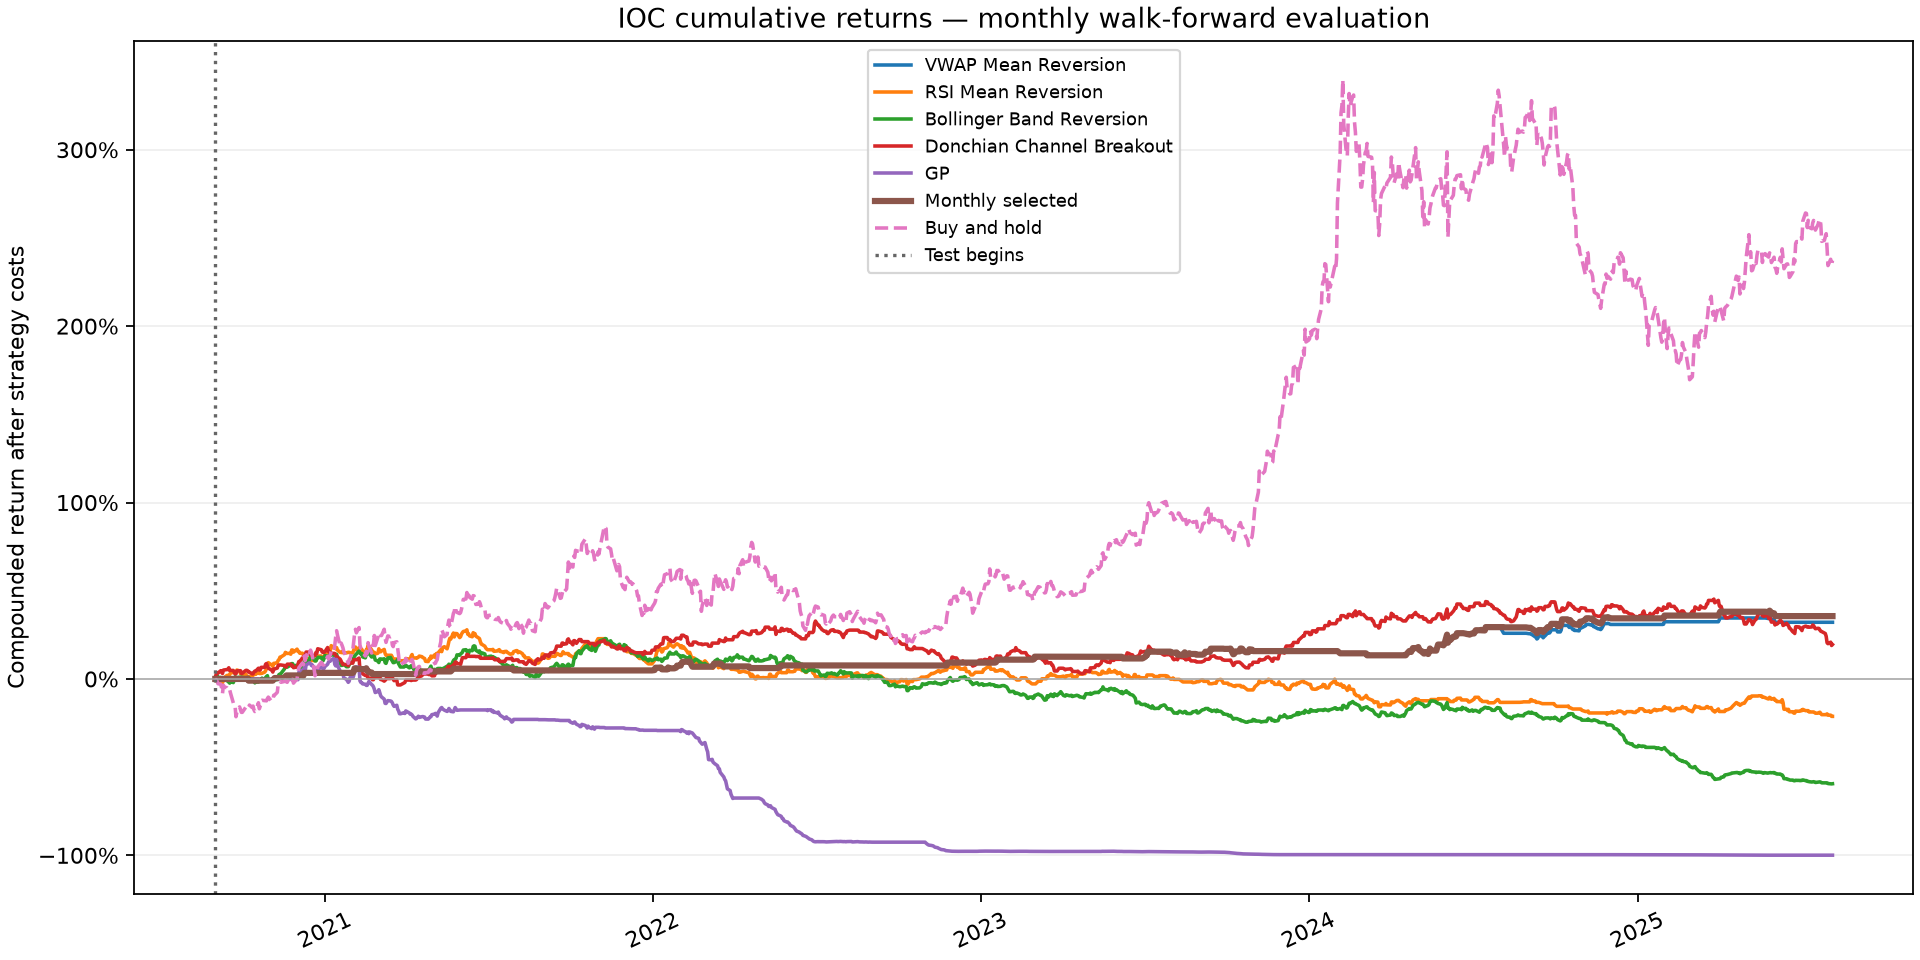 IOC cumulative returns — monthly walk-forward evaluation
Compounded return after strategy costs
300%
200%
100%
0%
−100%
VWAP Mean Reversion
RSI Mean Reversion
Bollinger Band Reversion
Donchian Channel Breakout
GP
Monthly selected
Buy and hold
Test begins
2021
2022
2023
2024
2025